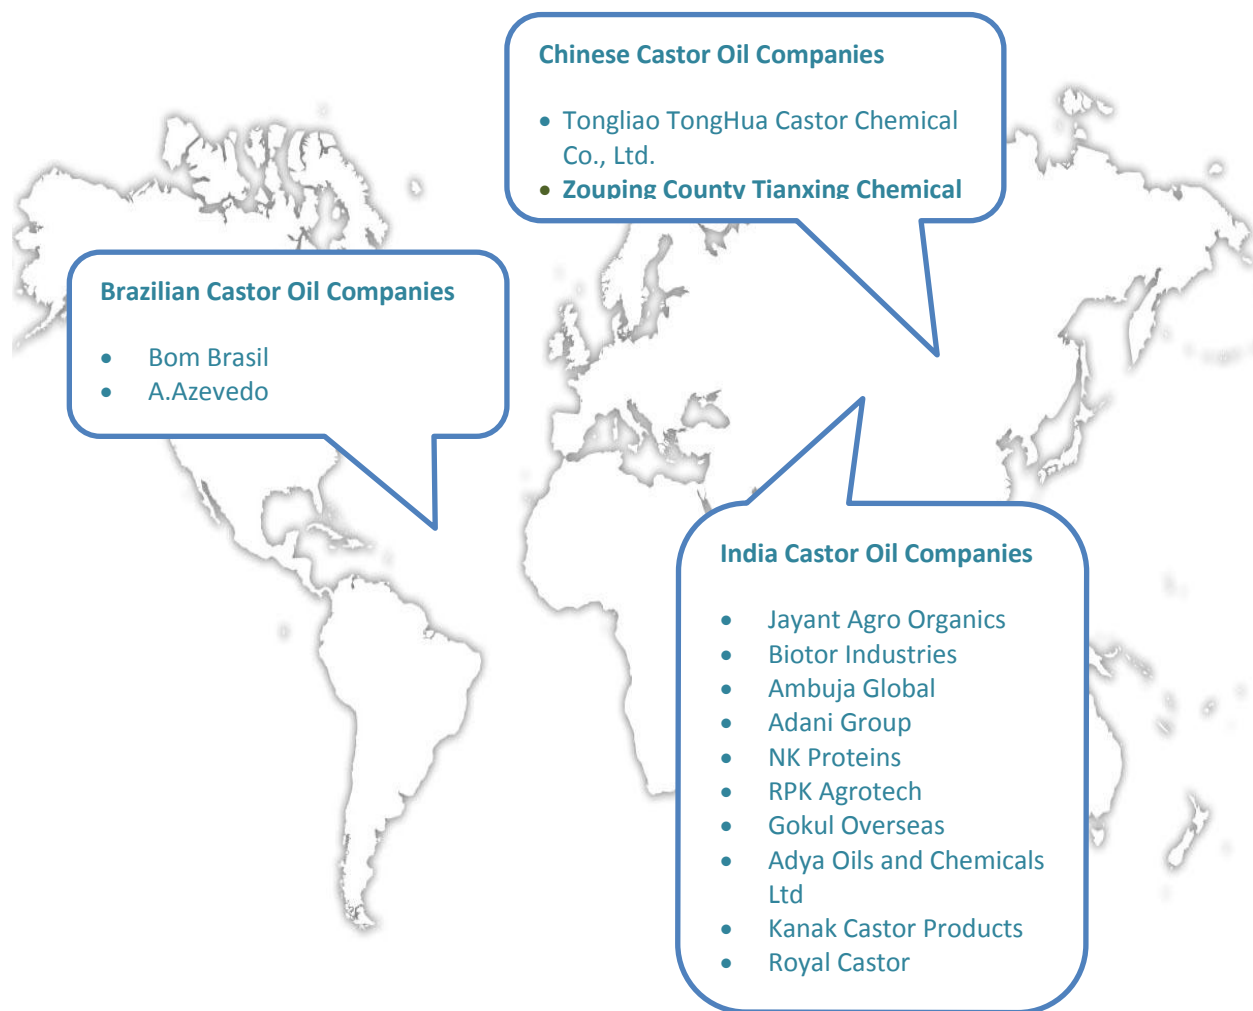 Chinese Castor Oil Companies
• Tongliao TongHua Castor Chemical
Co., Ltd.
• Zouping County Tianxing Chemical
Brazilian Castor Oil Companies
• Bom Brasil
• A.Azevedo
India Castor Oil Companies
• Jayant Agro Organics
• Biotor Industries
• Ambuja Global
• Adani Group
• NK Proteins
• RPK Agrotech
• Gokul Overseas
• Adya Oils and Chemicals
Ltd
• Kanak Castor Products
• Royal Castor